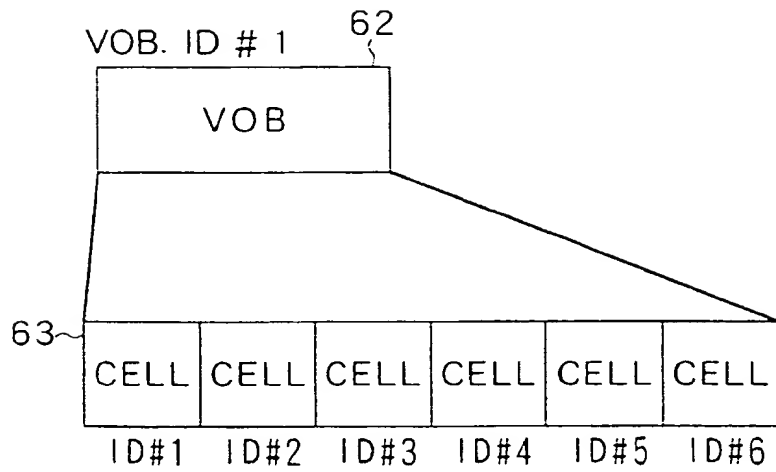 VOB. ID # 1
62
VOB
63
CELL CELL CELL CELL CELL CELL
ID#1 ID#2 ID#3 ID#4 ID#5 ID#6